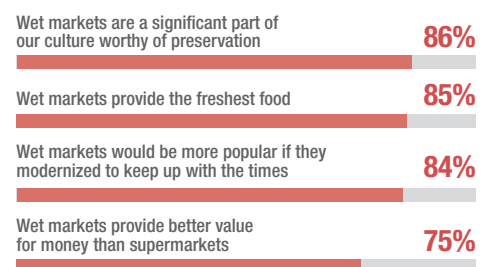 Wet markets are a significant part of
our culture worthy of preservation
86%
Wet markets provide the freshest food
85%
Wet markets would be more popular if they
modernized to keep up with the times
84%
Wet markets provide better value
for money than supermarkets
75%